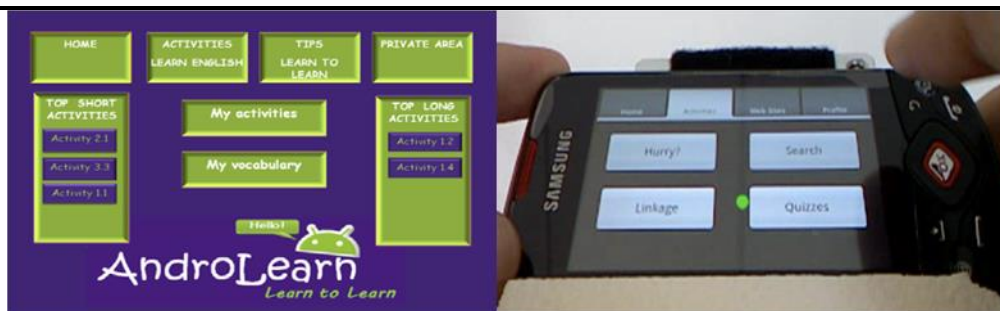 HOME
ACTIVITIES
LEARN ENGLISH
TIPS
LEARN TO
LEARN
PRIVATE AREA
TOP SHORT
ACTIVITIES
Activity 2.1
Activity 3.3
Activity 1.1
My activities
My vocabulary
TOP LONG
ACTIVITIES
Activity 1.2
Activity 1.4
Hello!
AndroLearn
Learn to Learn
SAMSUNG
Home
Activities
Web Sites
Profile
Hurry?
Search
Linkage
Quizzes